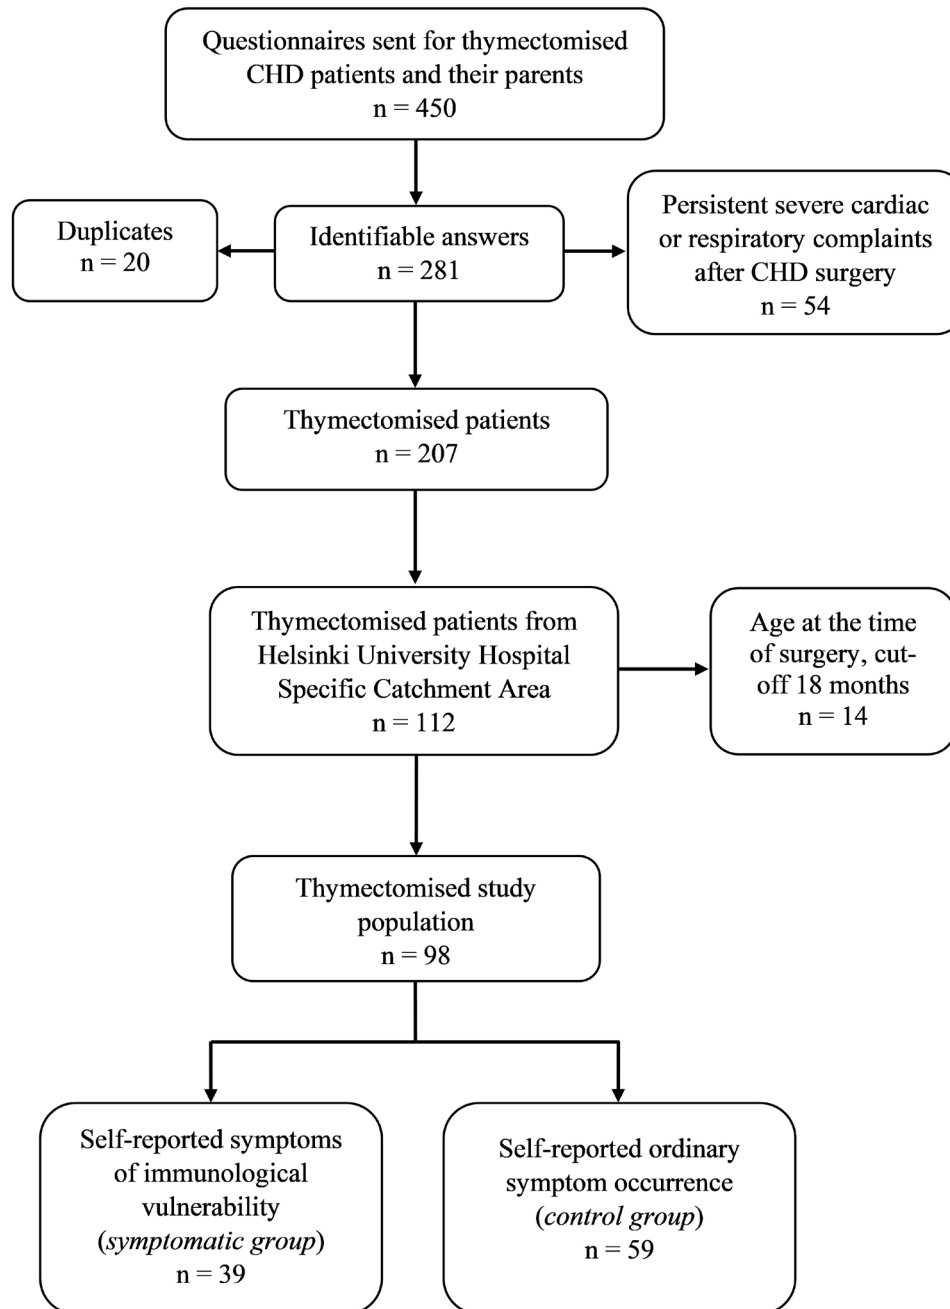 Questionnaires sent for thymectomised
CHD patients and their parents
n = 450
Duplicates
n = 20
Identifiable answers
n = 281
Persistent severe cardiac
or respiratory complaints
after CHD surgery
n = 54
Thymectomised patients
n = 207
Thymectomised patients from
Helsinki University Hospital
Specific Catchment Area
n = 112
Age at the time
of surgery, cut-
off 18 months
n = 14
Thymectomised study
population
n = 98
Self-reported symptoms
of immunological
vulnerability
(symptomatic group)
n = 39
Self-reported ordinary
symptom occurrence
(control group)
n = 59